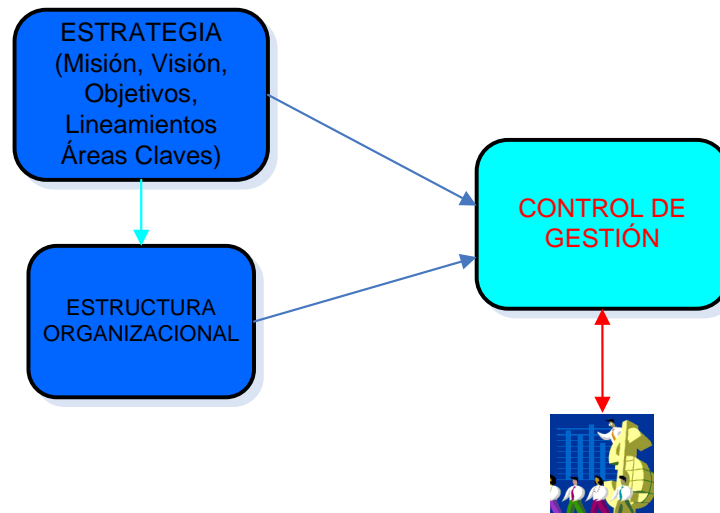 ESTRATEGIA
(Misión, Visión,
Objetivos,
Lineamientos
Áreas Claves)
CONTROL DE
GESTIÓN
ESTRUCTURA
ORGANIZACIONAL